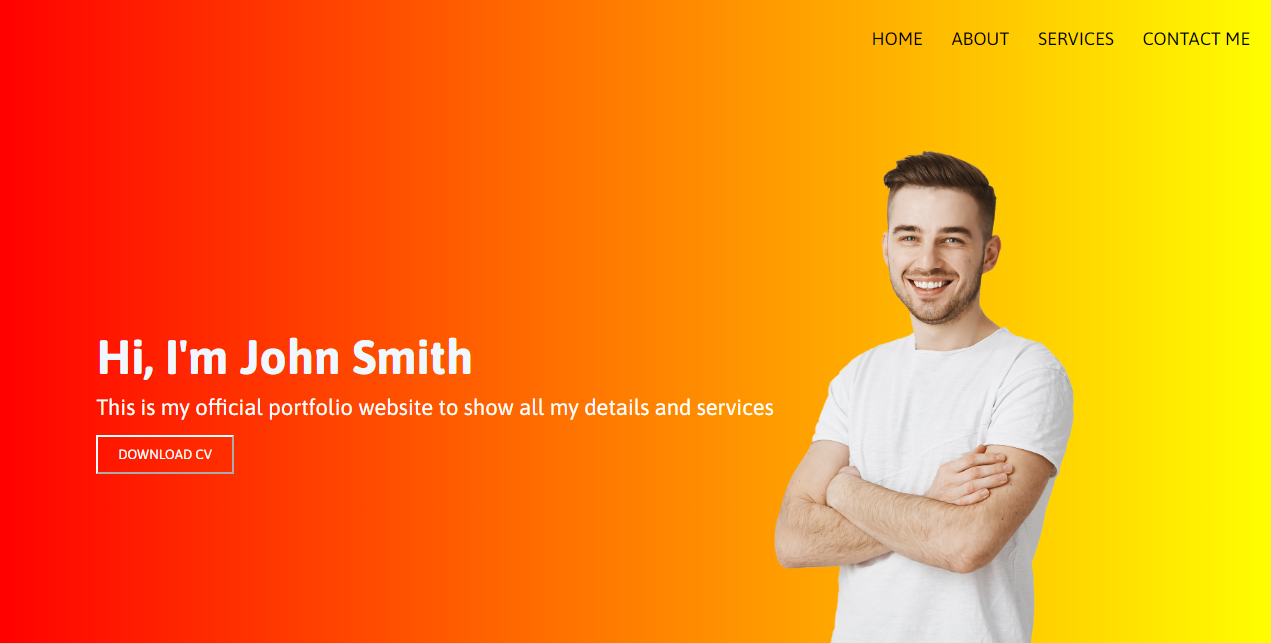 HOME ABOUT SERVICES CONTACT ME
Hi, I'm John Smith
This is my official portfolio website to show all my details and services
DOWNLOAD CV